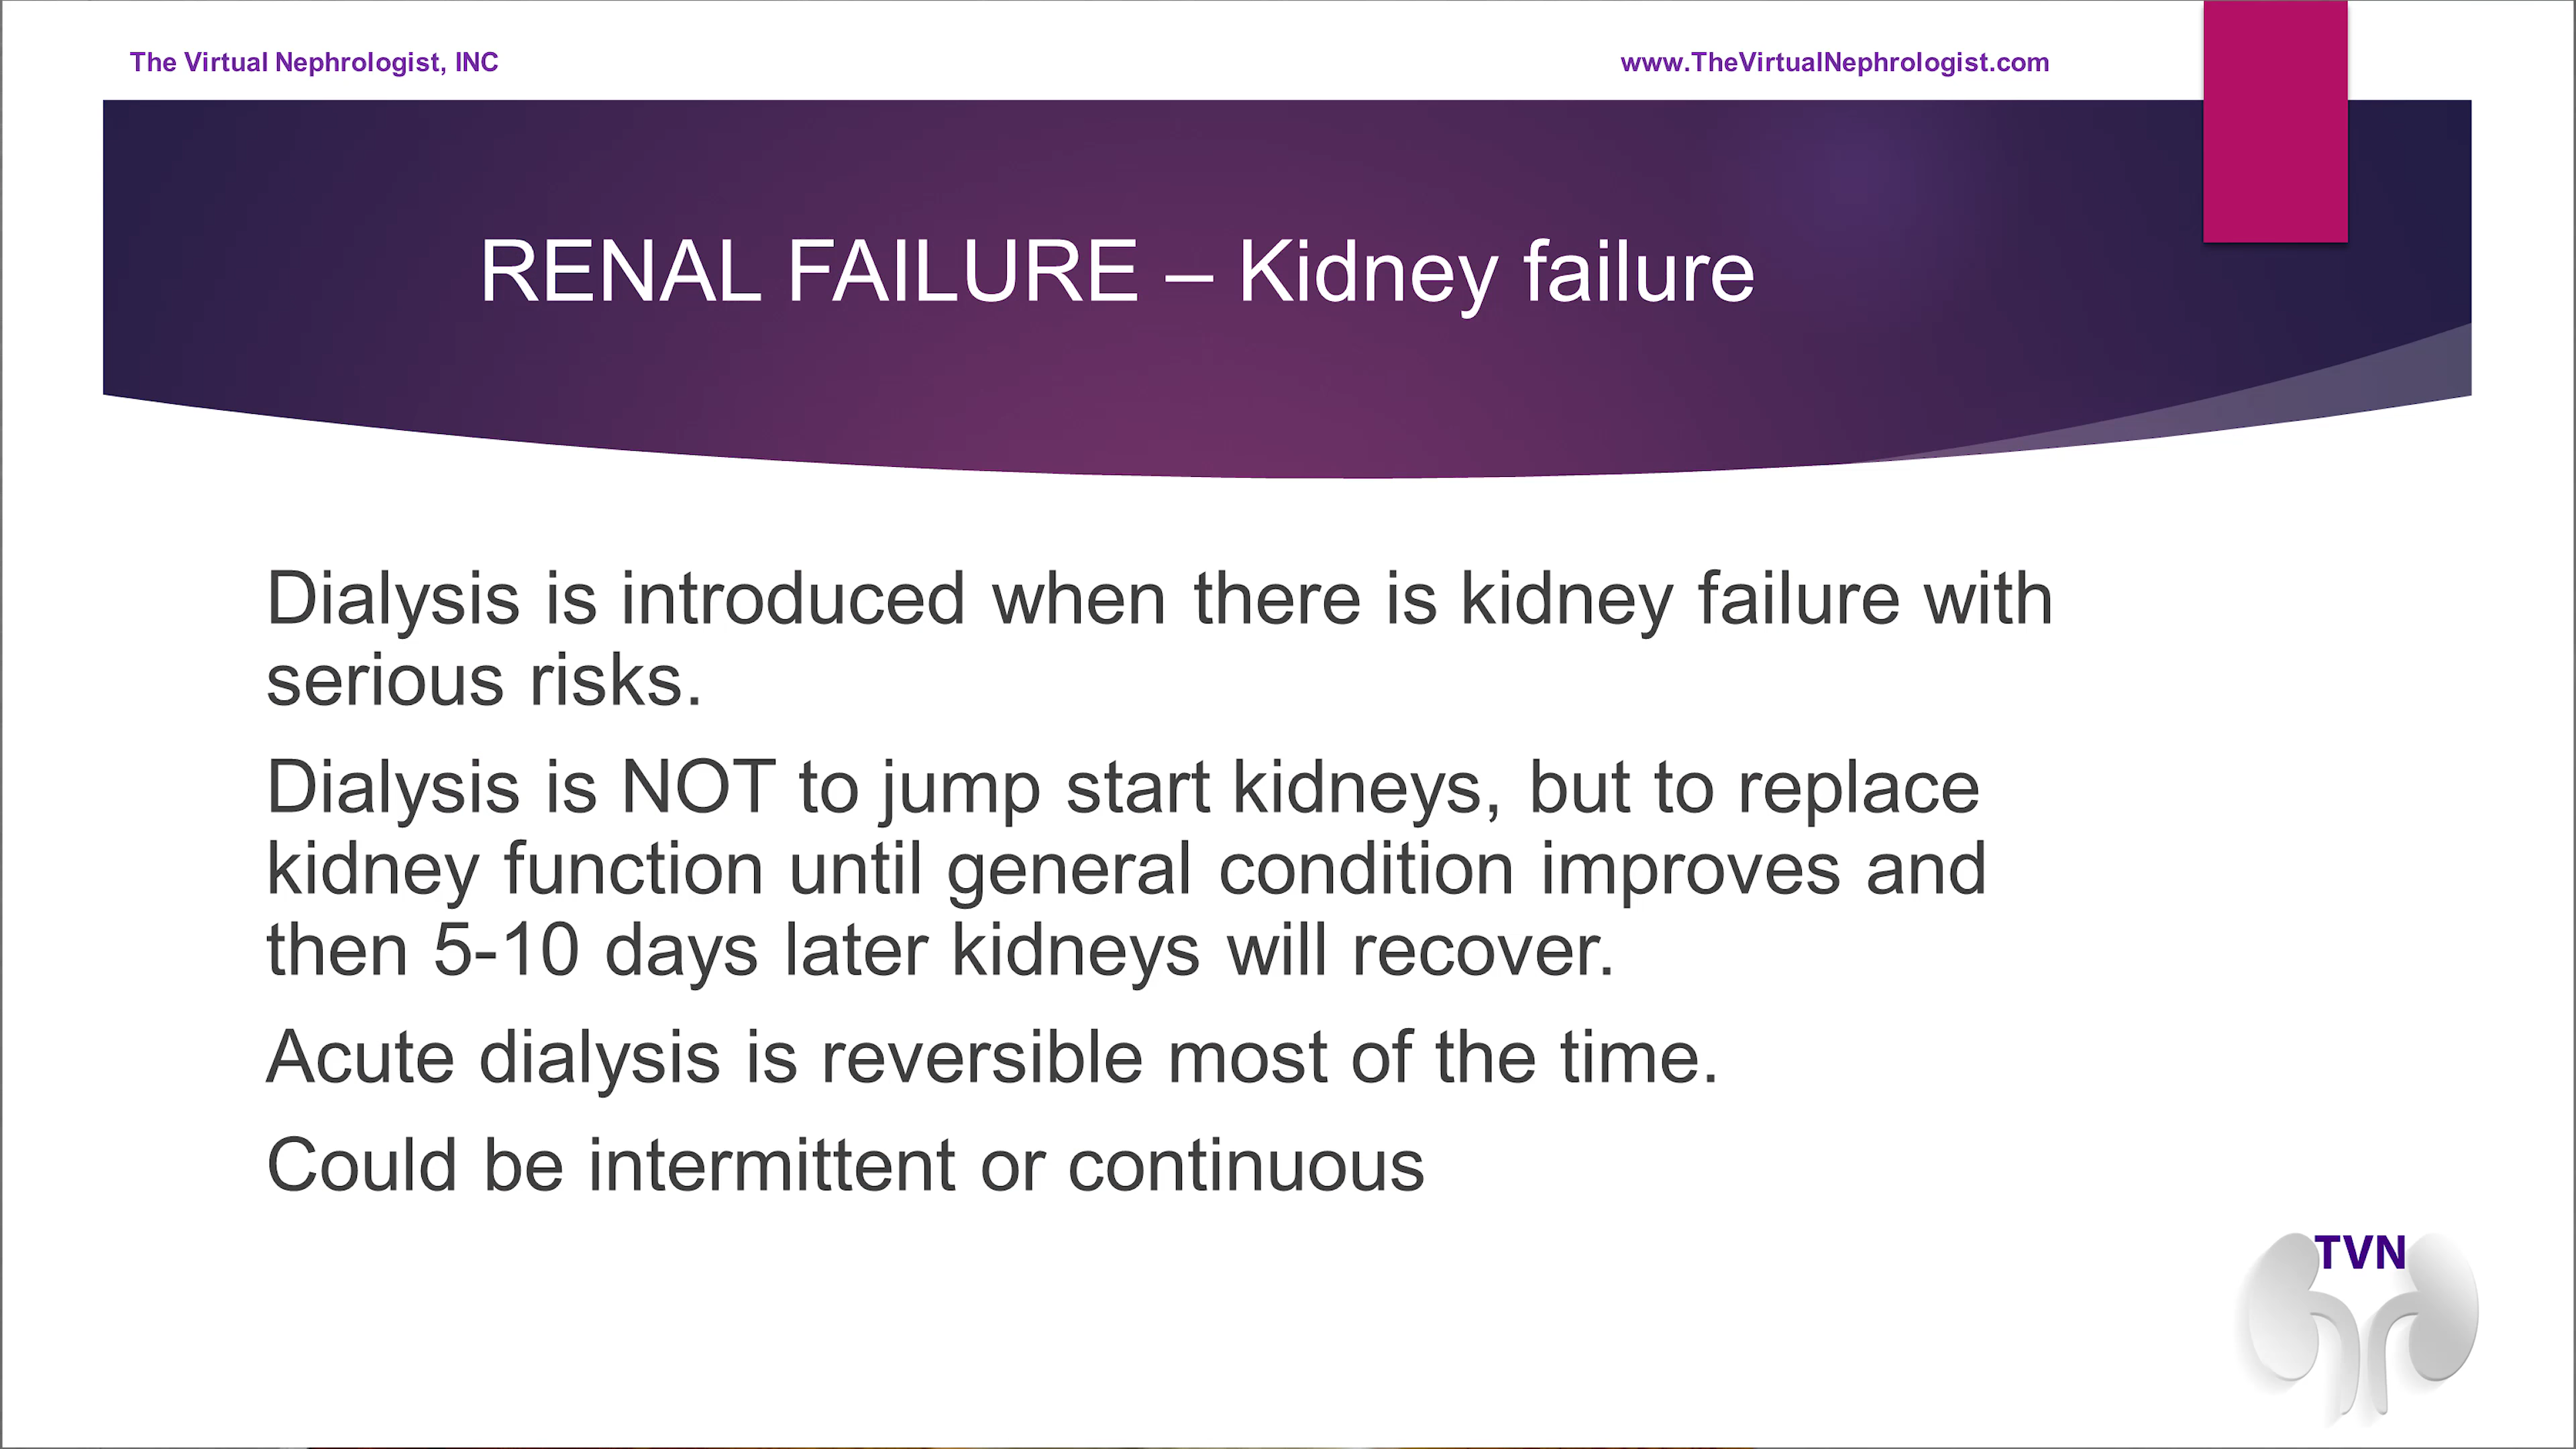 The Virtual Nephrologist, INC
www.TheVirtualNephrologist.com
RENAL FAILURE – Kidney failure
Dialysis is introduced when there is kidney failure with
serious risks.
Dialysis is NOT to jump start kidneys, but to replace
kidney function until general condition improves and
then 5-10 days later kidneys will recover.
Acute dialysis is reversible most of the time.
Could be intermittent or continuous
TVN